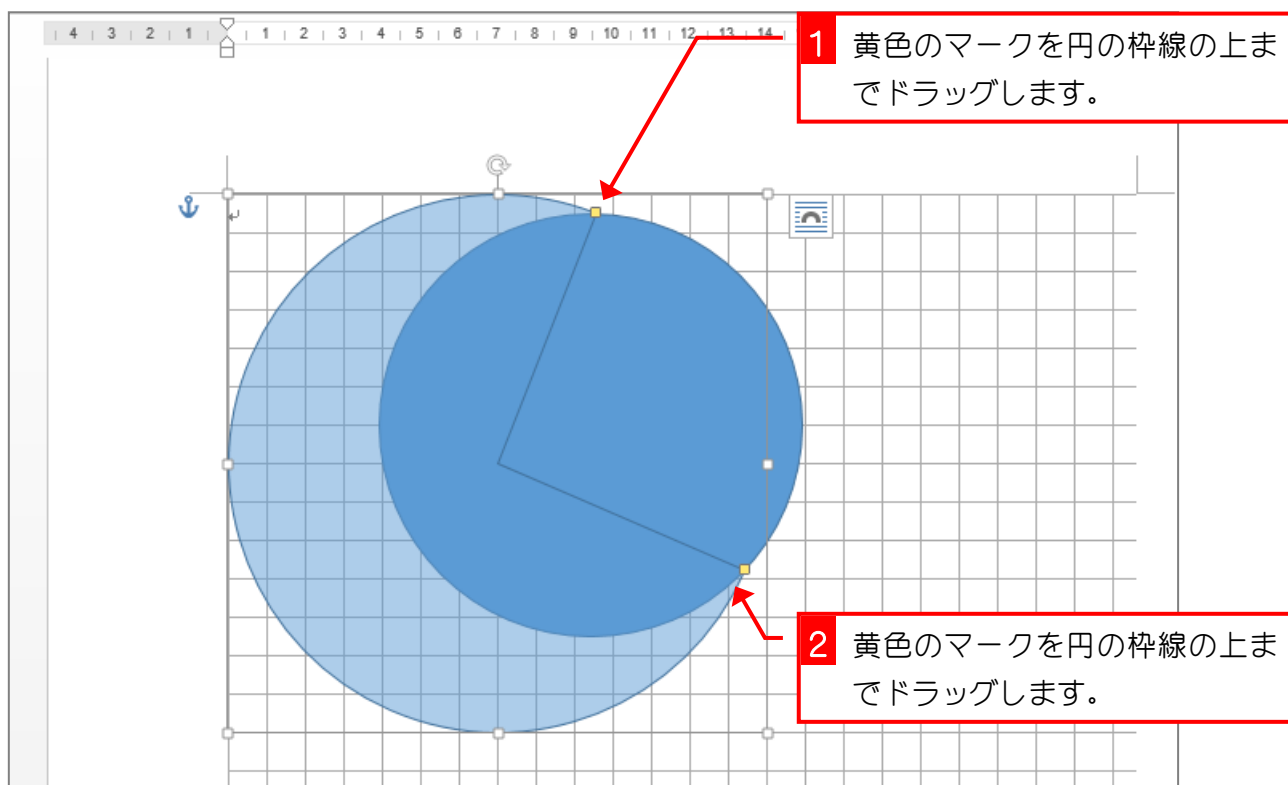 4 3 2 1 1 2 3 4 5 6 7 8 9 10 11 12 13 14
1 黄色のマークを円の枠線の上ま
でドラッグします。
2 黄色のマークを円の枠線の上ま
でドラッグします。